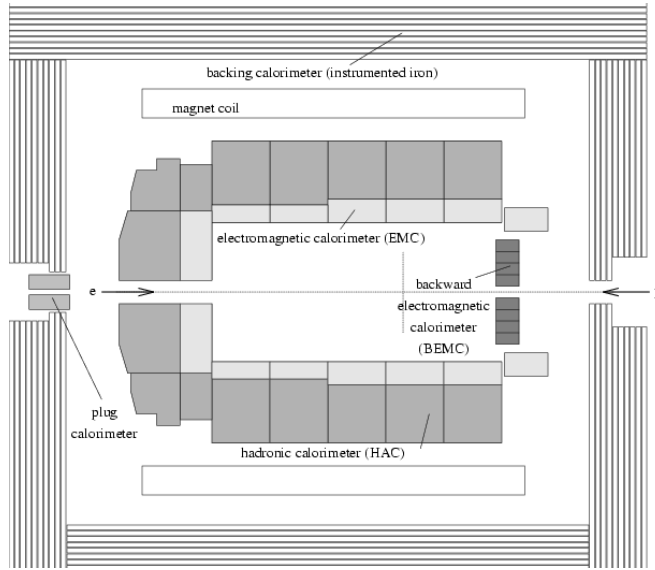 backing calorimeter (instrumented iron)
magnet coil
electromagnetic calorimeter (EMC)
backward
e
electromagnetic
calorimeter
(BEMC)
plug
calorimeter
hadronic calorimeter (HAC)